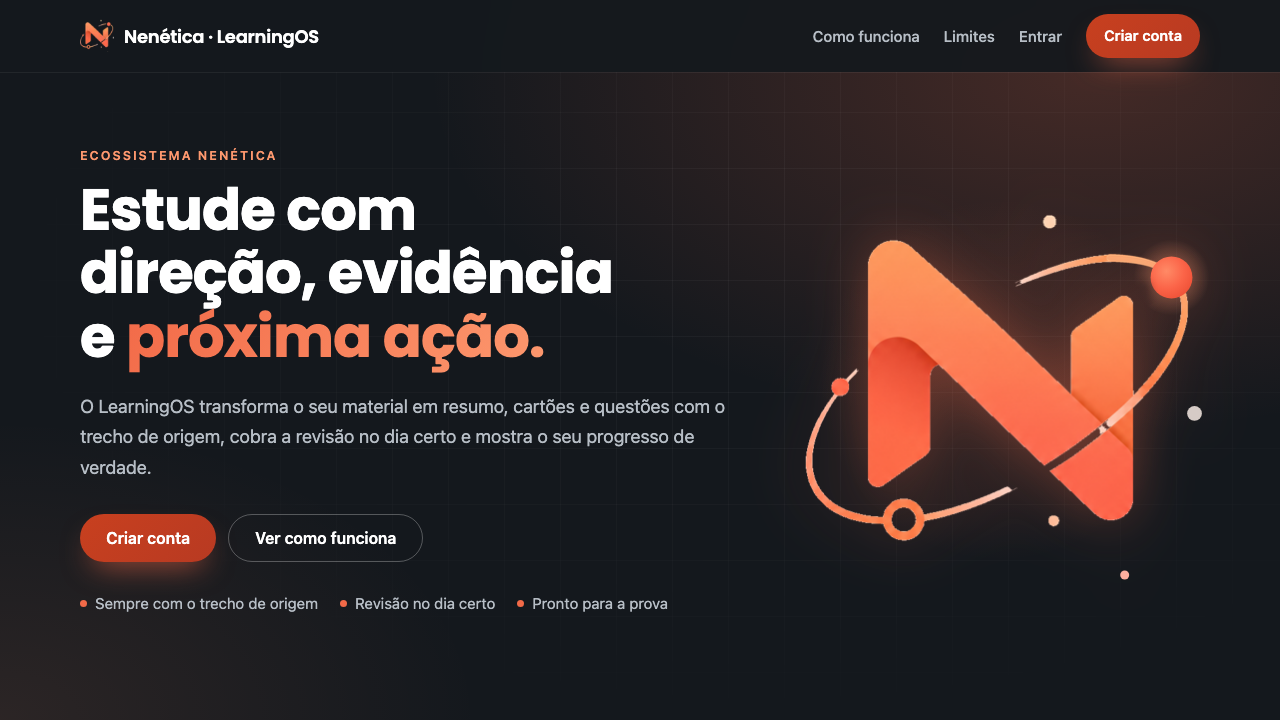 Nenética · LearningOS
Como funciona
Limites
Entrar
Criar conta
ECOSSISTEMA NENÉTICA
Estude com
direção, evidência
e próxima ação.
O LearningOS transforma o seu material em resumo, cartões e questões com o
trecho de origem, cobra a revisão no dia certo e mostra o seu progresso de
verdade.
Criar conta
Ver como funciona
Sempre com o trecho de origem
Revisão no dia certo
Pronto para a prova